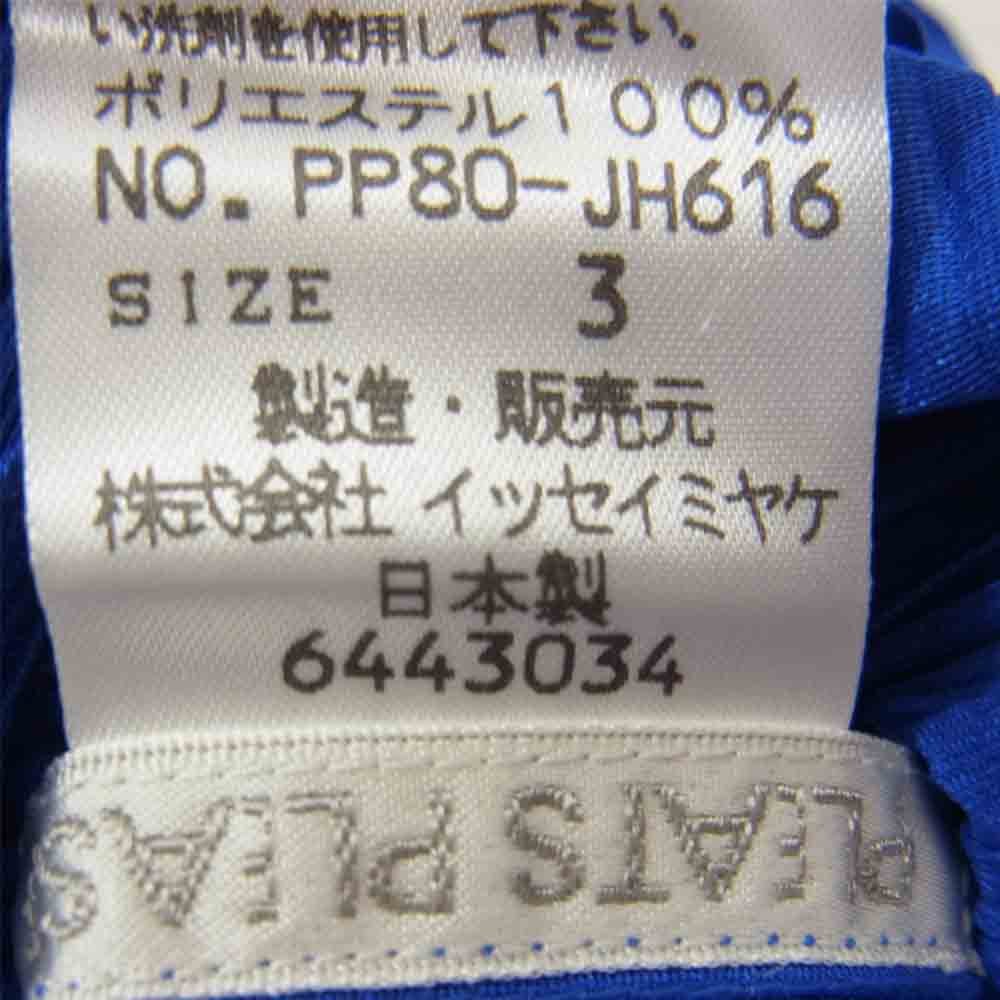 い洗剤を使用して下さい。
ポリエステル100%
NO. PP80-JH616
SIZE 3
製造・販売元
株式会社 イッセイミヤケ
日本製
6443034
PLEATS PLEAS